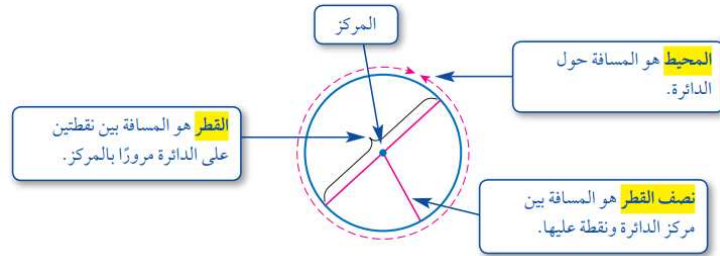 المركز
المحيط هو المسافة حول
الدائرة.
القطر هو المسافة بين نقطتين
على الدائرة مرورًا بالمركز.
نصف القطر هو المسافة بين
مركز الدائرة ونقطة عليها.